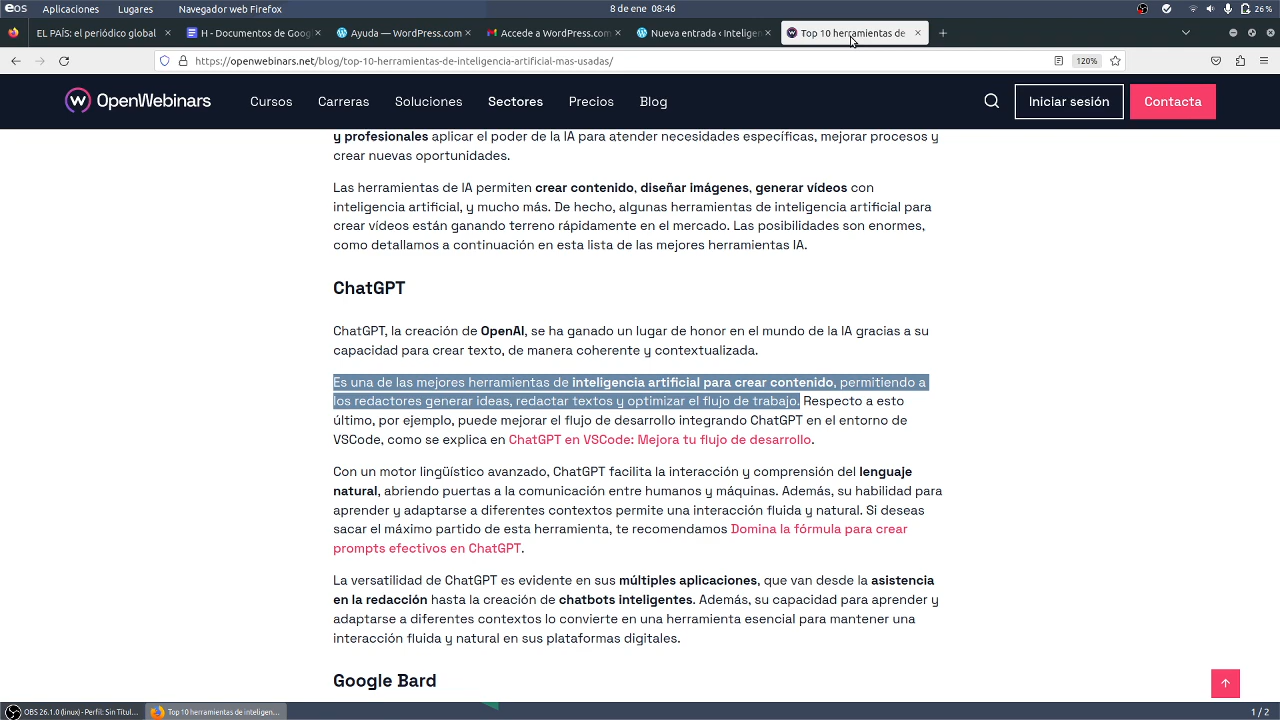 eos Aplicaciones Lugares Navegador web Firefox 8 de ene 08:46 26 %
EL PAÍS: el periódico global H - Documentos de Goog Ayuda — WordPress.com Accede a WordPress.com Nueva entrada ‹ Inteligen Top 10 herramientas de
https://openwebinars.net/blog/top-10-herramientas-de-inteligencia-artificial-mas-usadas/ 120%
OpenWebinars Cursos Carreras Soluciones Sectores Precios Blog Iniciar sesión Contacta
y profesionales aplicar el poder de la IA para atender necesidades específicas, mejorar procesos y
crear nuevas oportunidades.
Las herramientas de IA permiten crear contenido, diseñar imágenes, generar vídeos con
inteligencia artificial, y mucho más. De hecho, algunas herramientas de inteligencia artificial para
crear vídeos están ganando terreno rápidamente en el mercado. Las posibilidades son enormes,
como detallamos a continuación en esta lista de las mejores herramientas IA.
ChatGPT
ChatGPT, la creación de OpenAI, se ha ganado un lugar de honor en el mundo de la IA gracias a su
capacidad para crear texto, de manera coherente y contextualizada.
Es una de las mejores herramientas de inteligencia artificial para crear contenido, permitiendo a
los redactores generar ideas, redactar textos y optimizar el flujo de trabajo. Respecto a esto
último, por ejemplo, puede mejorar el flujo de desarrollo integrando ChatGPT en el entorno de
VSCode, como se explica en ChatGPT en VSCode: Mejora tu flujo de desarrollo.
Con un motor lingüístico avanzado, ChatGPT facilita la interacción y comprensión del lenguaje
natural, abriendo puertas a la comunicación entre humanos y máquinas. Además, su habilidad para
aprender y adaptarse a diferentes contextos permite una interacción fluida y natural. Si deseas
sacar el máximo partido de esta herramienta, te recomendamos Domina la fórmula para crear
prompts efectivos en ChatGPT.
La versatilidad de ChatGPT es evidente en sus múltiples aplicaciones, que van desde la asistencia
en la redacción hasta la creación de chatbots inteligentes. Además, su capacidad para aprender y
adaptarse a diferentes contextos lo convierte en una herramienta esencial para mantener una
interacción fluida y natural en sus plataformas digitales.
Google Bard
OBS 26.1.0 (linux) - Perfil: Sin Titul... Top 10 herramientas de inteligen... 1 / 2